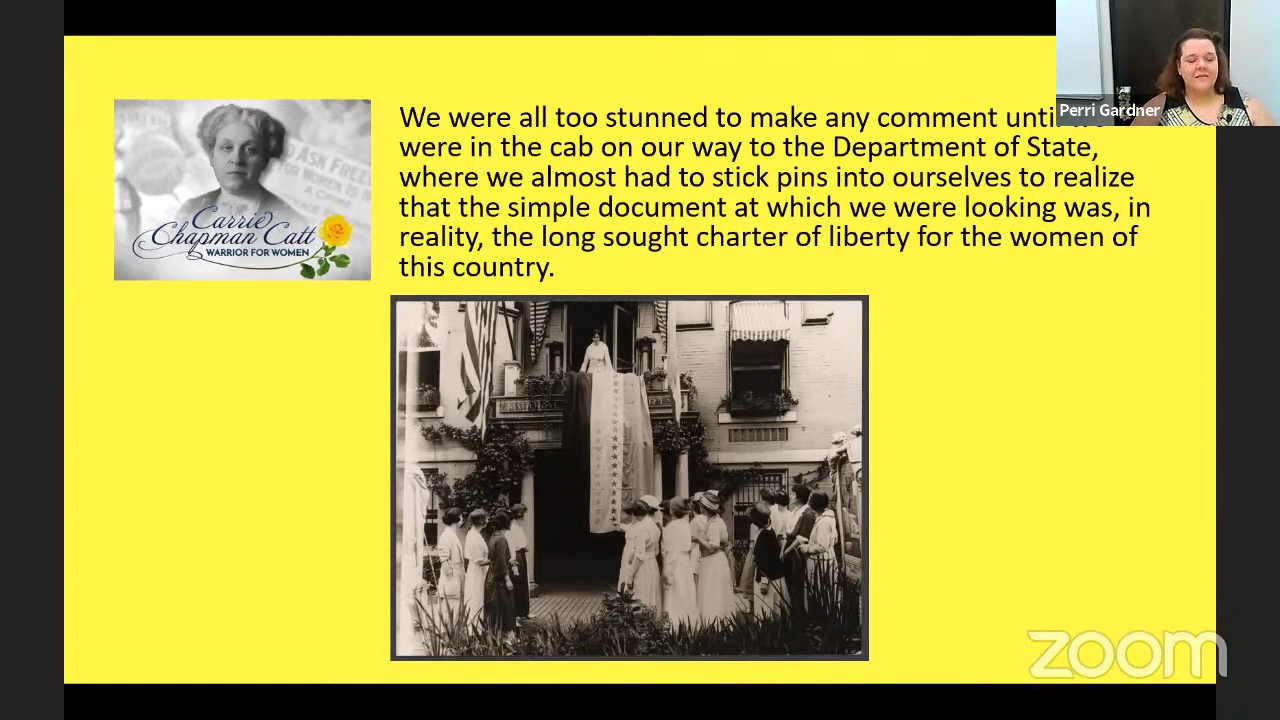 We were all too stunned to make any comment until we
were in the cab on our way to the Department of State,
where we almost had to stick pins into ourselves to realize
that the simple document at which we were looking was, in
reality, the long sought charter of liberty for the women of
this country.
Perri Gardner
Carrie
Chapman Catt
WARRIOR FOR WOMEN
zoom